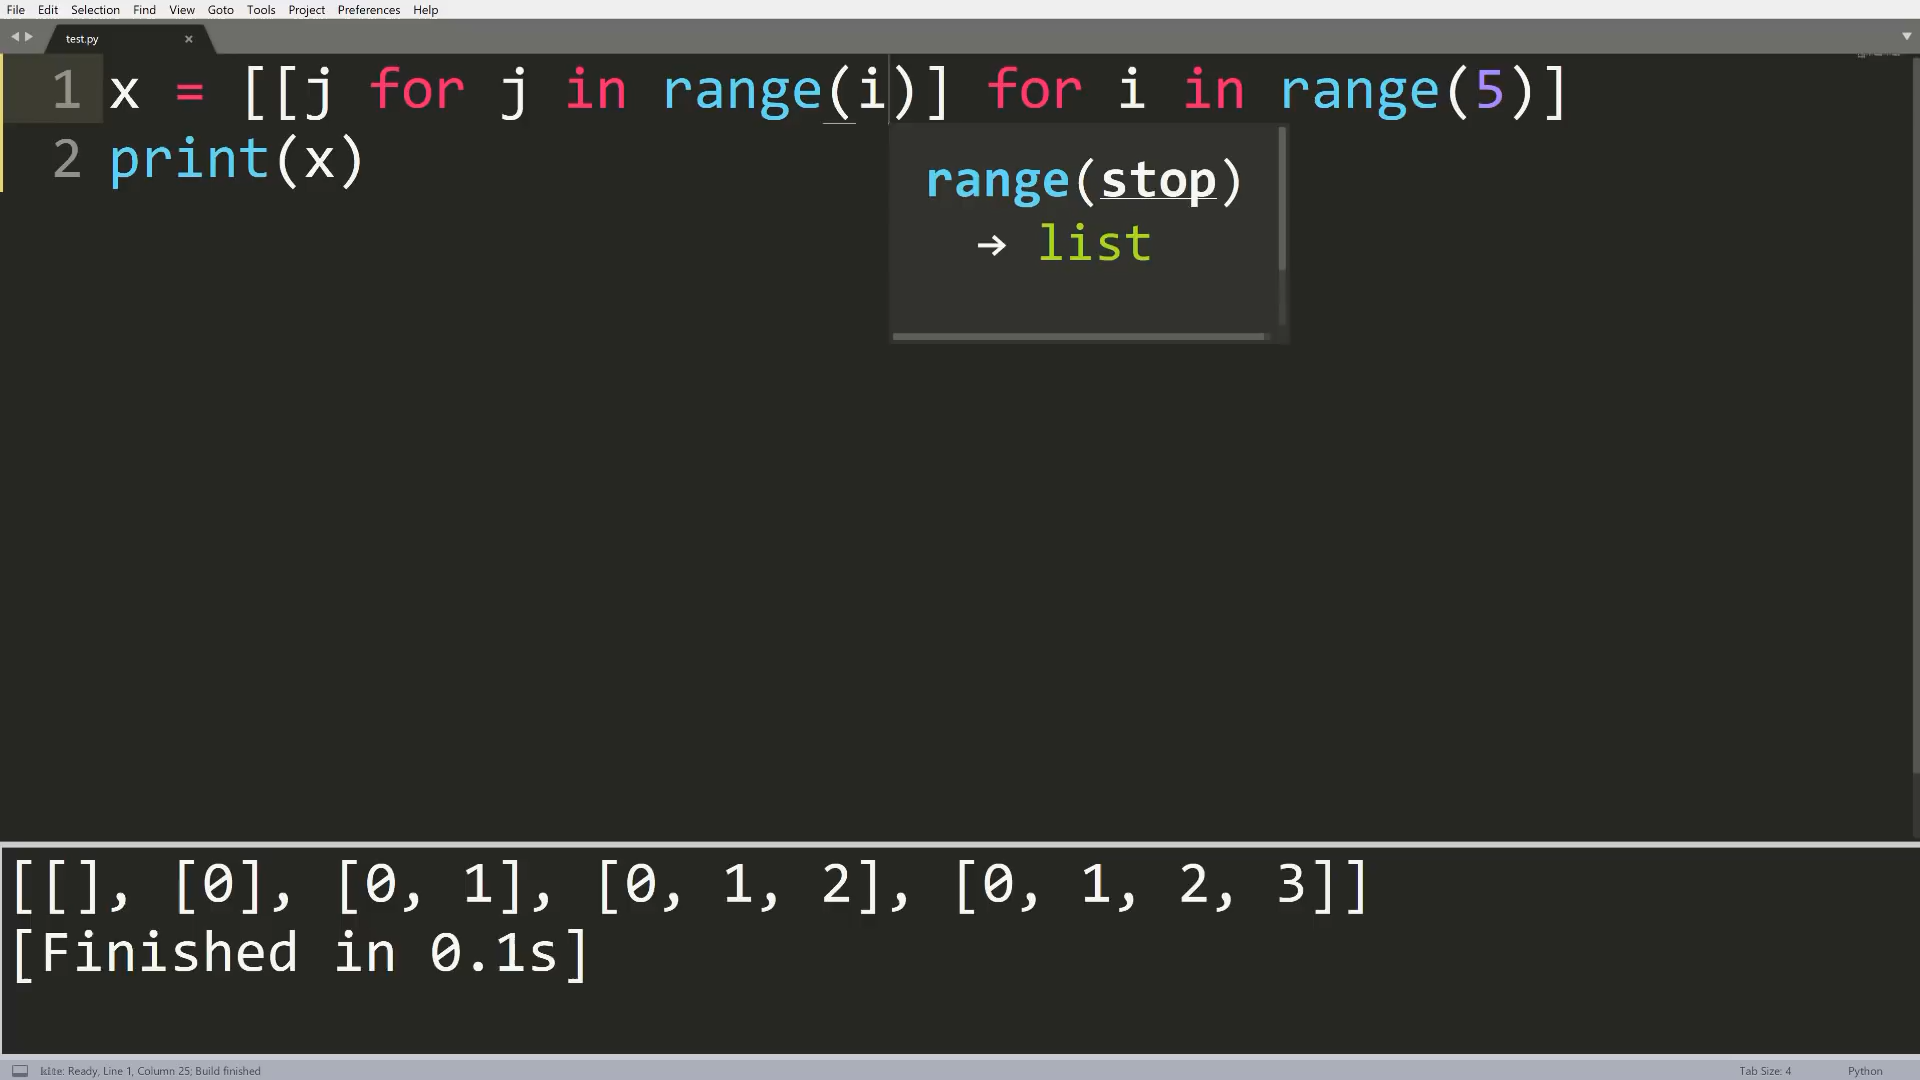 File Edit Selection Find View Goto Tools Project Preferences Help
test.py ×
1 x = [[j for j in range(i)] for i in range(5)]
2 print(x)
range(stop)
→ list
[[], [0], [0, 1], [0, 1, 2], [0, 1, 2, 3]]
[Finished in 0.1s]
kite: Ready, Line 1, Column 25; Build finished Tab Size: 4 Python